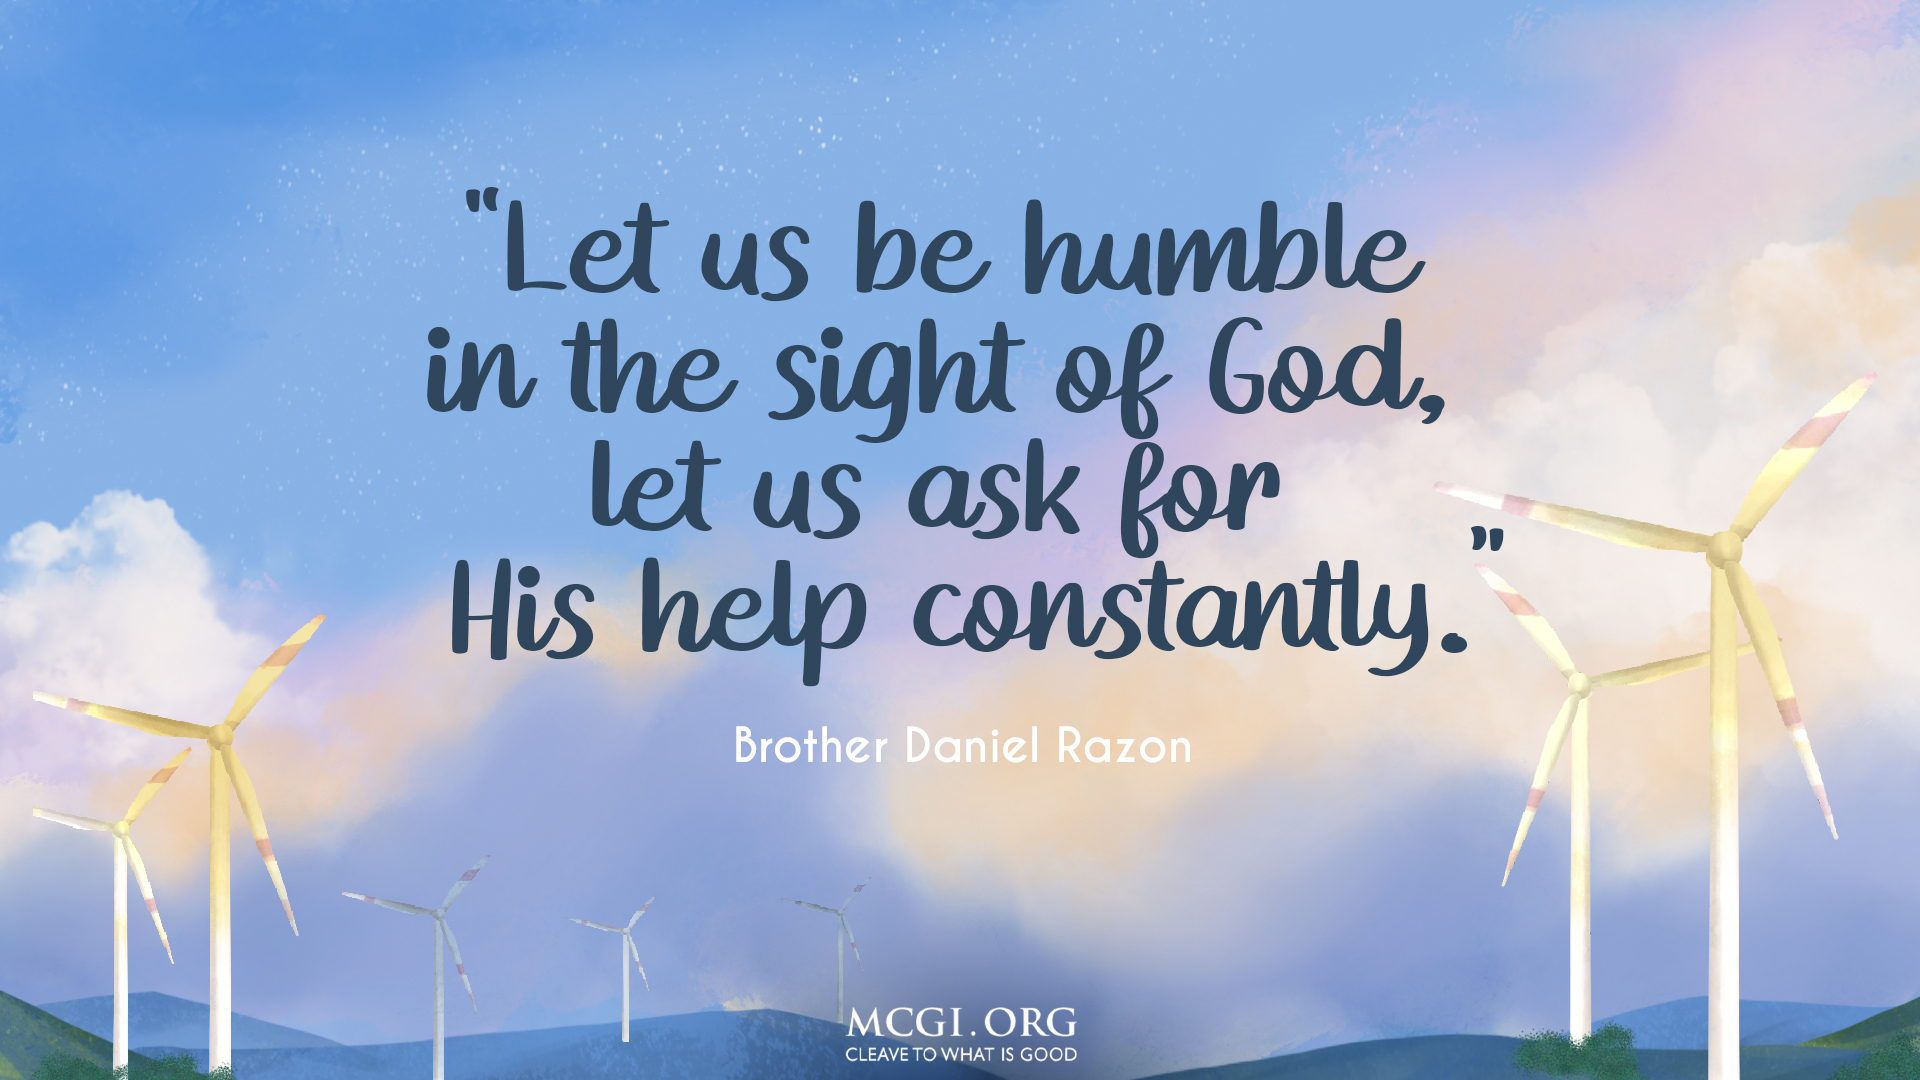 “Let us be humble
in the sight of God,
let us ask for
His help constantly.”
Brother Daniel Razon
MCGI.ORG
CLEAVE TO WHAT IS GOOD